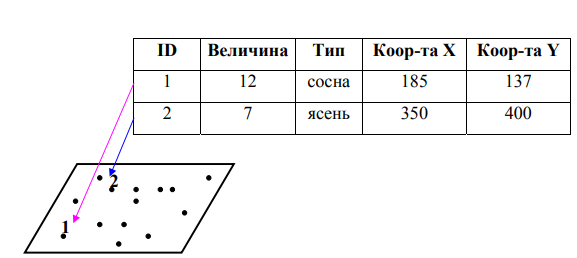 ID Величина Тип Коор-та X Коор-та Y
1 12 сосна 185 137
2 7 ясень 350 400
2
1